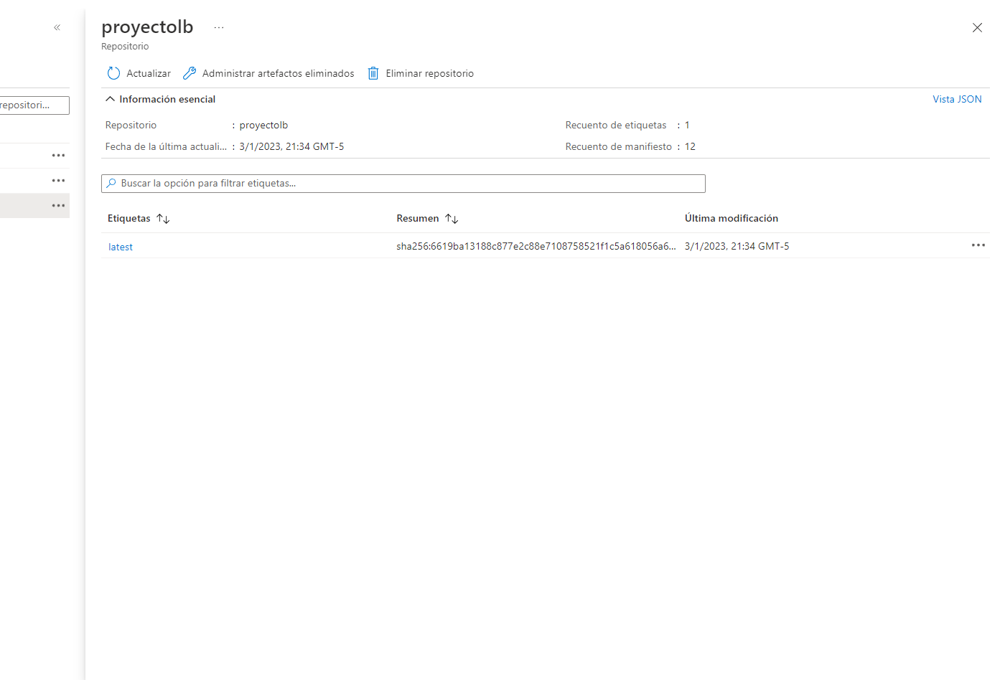 «
proyectolb ...
Repositorio
Actualizar Administrar artefactos eliminados Eliminar repositorio
repositori...
Información esencial Vista JSON
Repositorio : proyectolb Recuento de etiquetas : 1
Fecha de la última actuali... : 3/1/2023, 21:34 GMT-5 Recuento de manifiesto : 12
Buscar la opción para filtrar etiquetas...
Etiquetas Resumen Última modificación
latest sha256:6619ba13188c877e2c88e7108758521f1c5a618056a6... 3/1/2023, 21:34 GMT-5